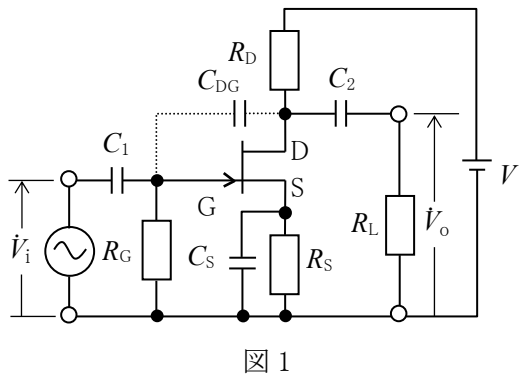 R_D
C_DG
C_2
C_1
D
G
S
V
V̇_i
R_G
C_S
R_S
R_L
V̇_o
図 1